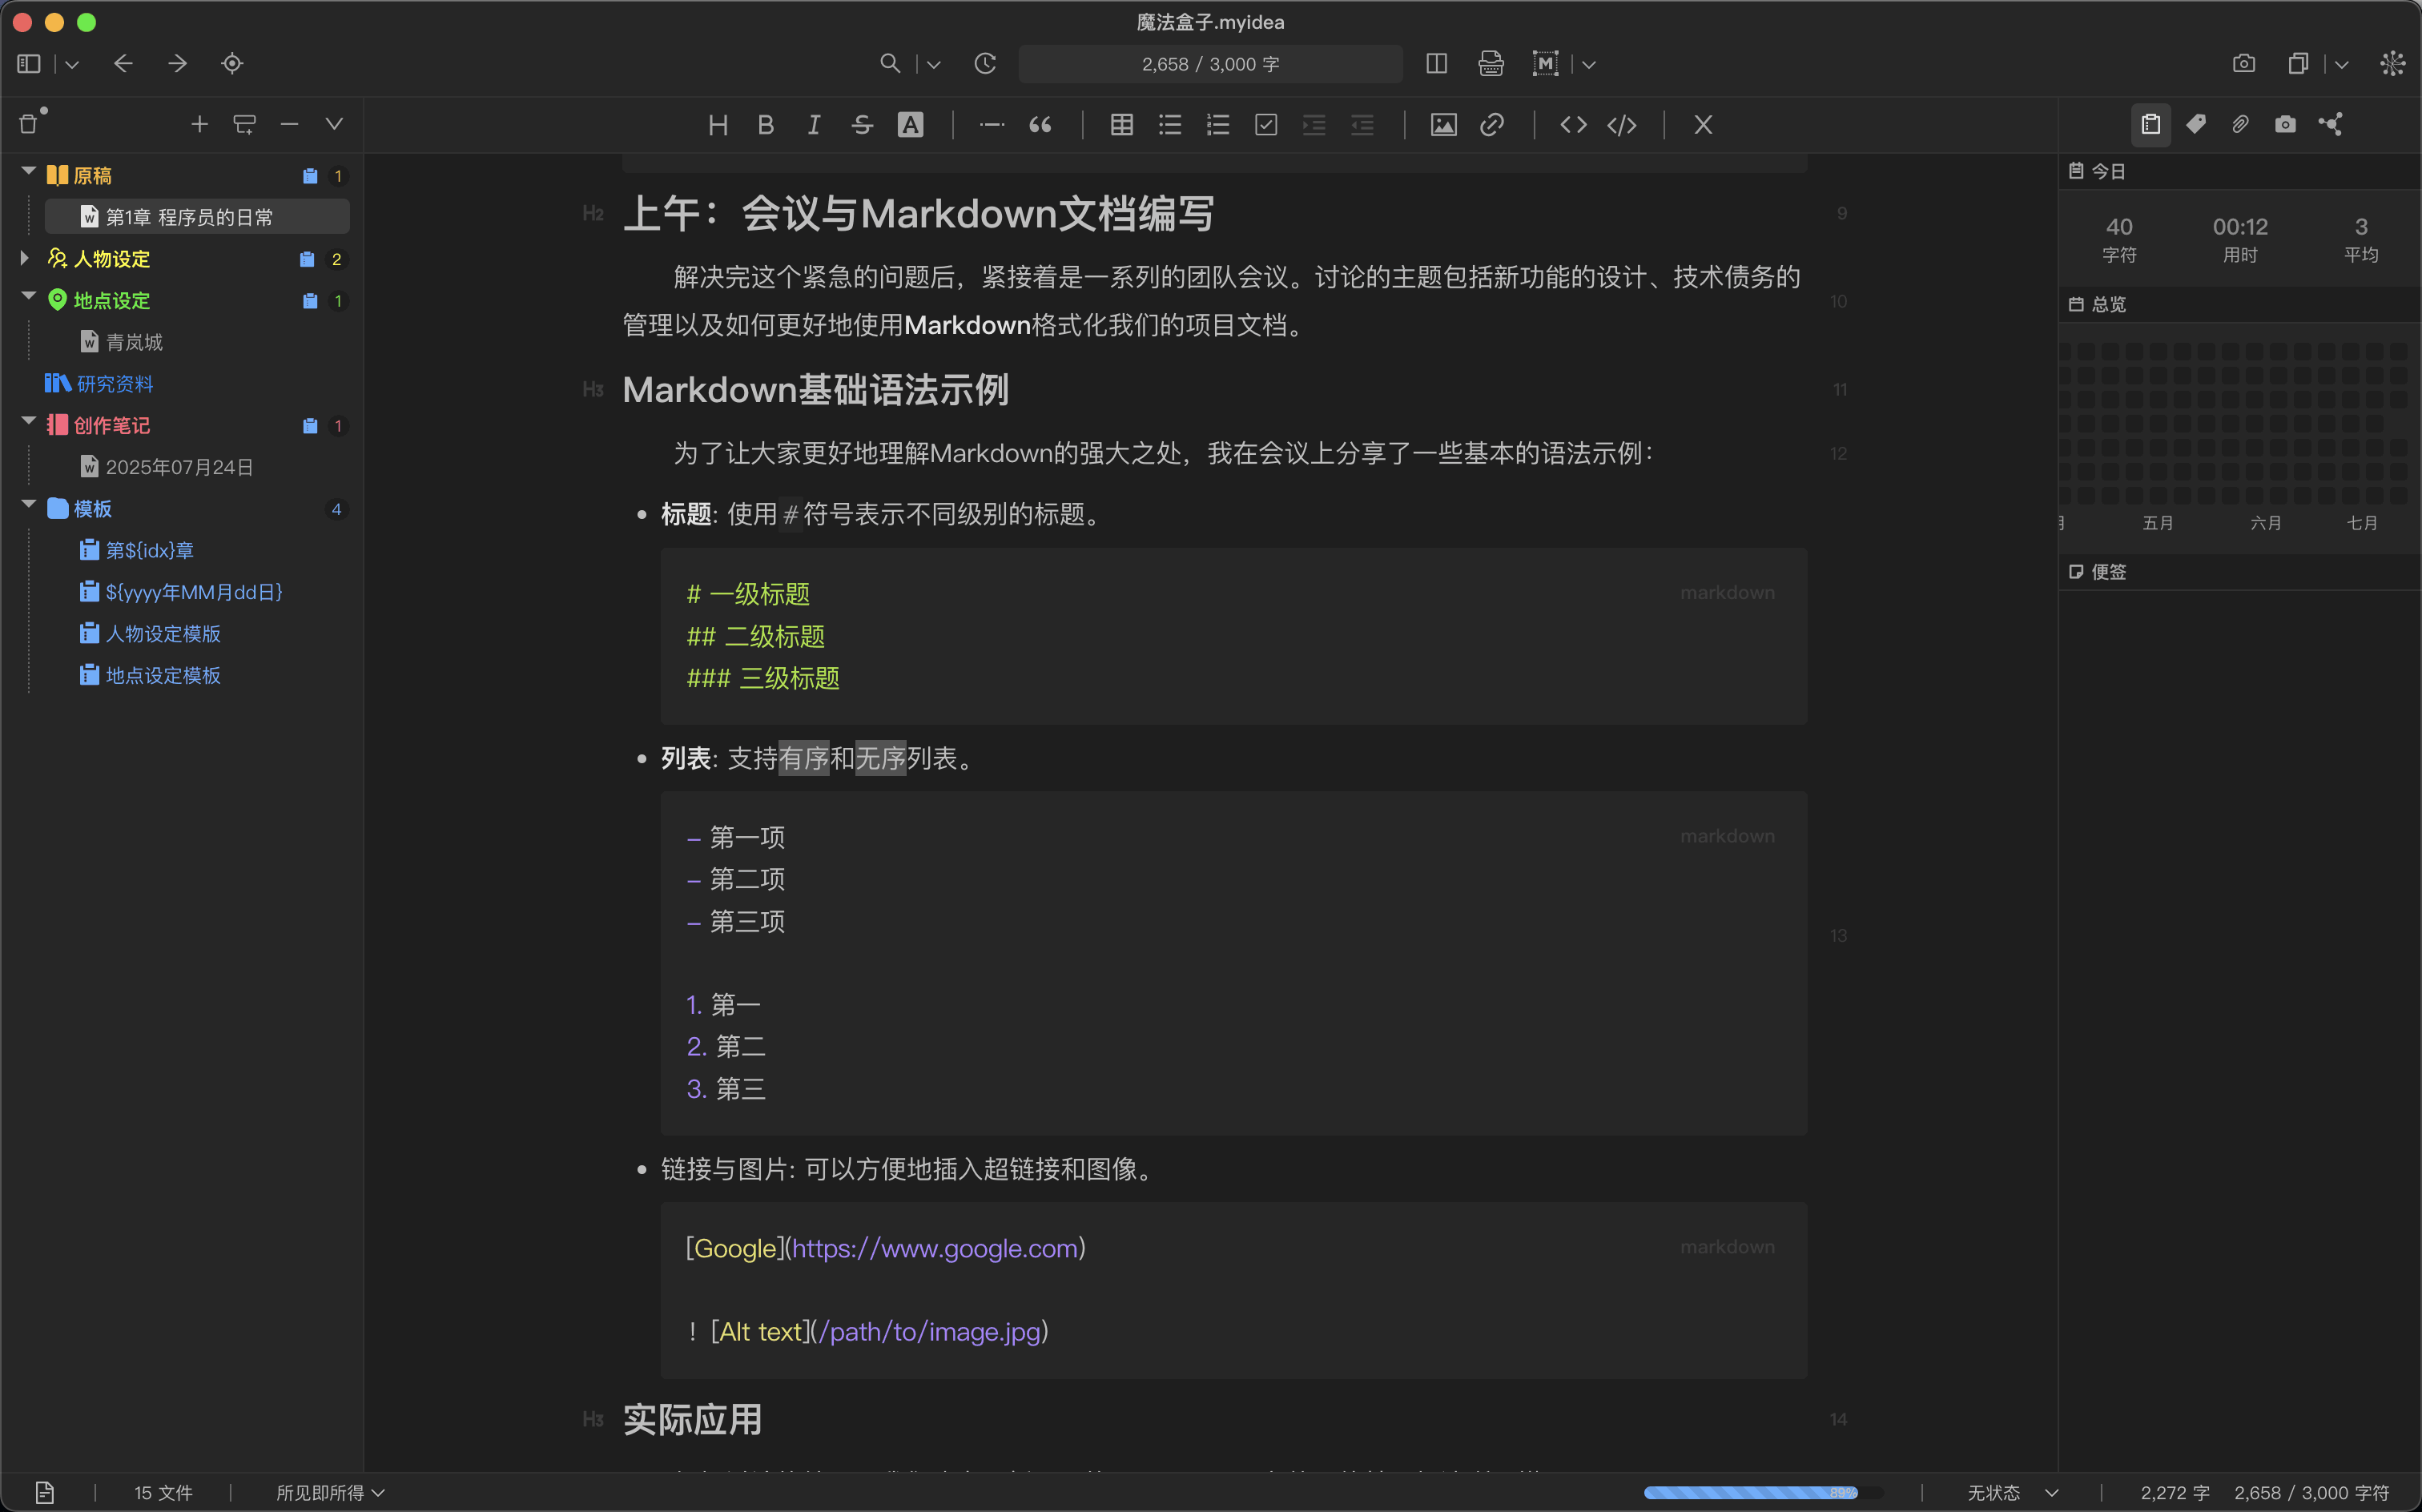 魔法盒子.myidea
2,658 / 3,000 字
原稿 1
第1章 程序员的日常
人物设定 2
地点设定 1
青岚城
研究资料
创作笔记 1
2025年07月24日
模板 4
第${idx}章
${yyyy年MM月dd日}
人物设定模版
地点设定模板
H2 上午：会议与Markdown文档编写 9
解决完这个紧急的问题后，紧接着是一系列的团队会议。讨论的主题包括新功能的设计、技术债务的
管理以及如何更好地使用Markdown格式化我们的项目文档。 10
H3 Markdown基础语法示例 11
为了让大家更好地理解Markdown的强大之处，我在会议上分享了一些基本的语法示例： 12
• 标题: 使用 # 符号表示不同级别的标题。
markdown
# 一级标题
## 二级标题
### 三级标题
• 列表: 支持有序和无序列表。
markdown
- 第一项
- 第二项
- 第三项
13
1. 第一
2. 第二
3. 第三
• 链接与图片: 可以方便地插入超链接和图像。
markdown
[Google](https://www.google.com)
! [Alt text](/path/to/image.jpg)
H3 实际应用 14
今日
40 00:12 3
字符 用时 平均
总览
五月 六月 七月
便签
15 文件
所见即所得
89%
无状态
2,272 字
2,658 / 3,000 字符